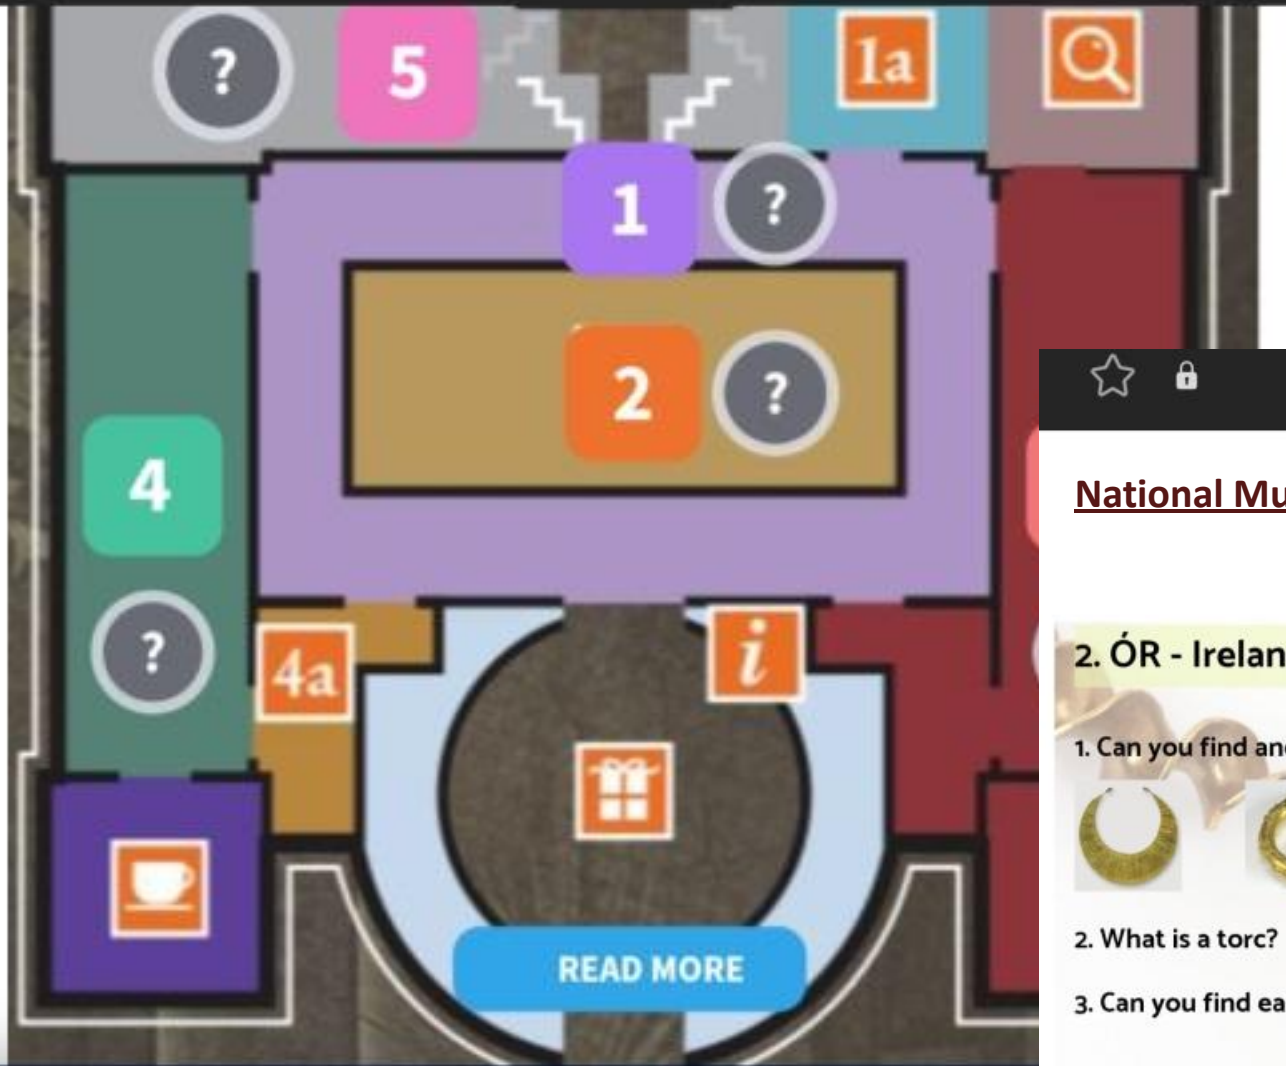 ?
5
1a
1
?
2
?
4
?
4a
i
READ MORE
National Mu
2. ÓR - Irelan
1. Can you find an
2. What is a torc?
3. Can you find ea